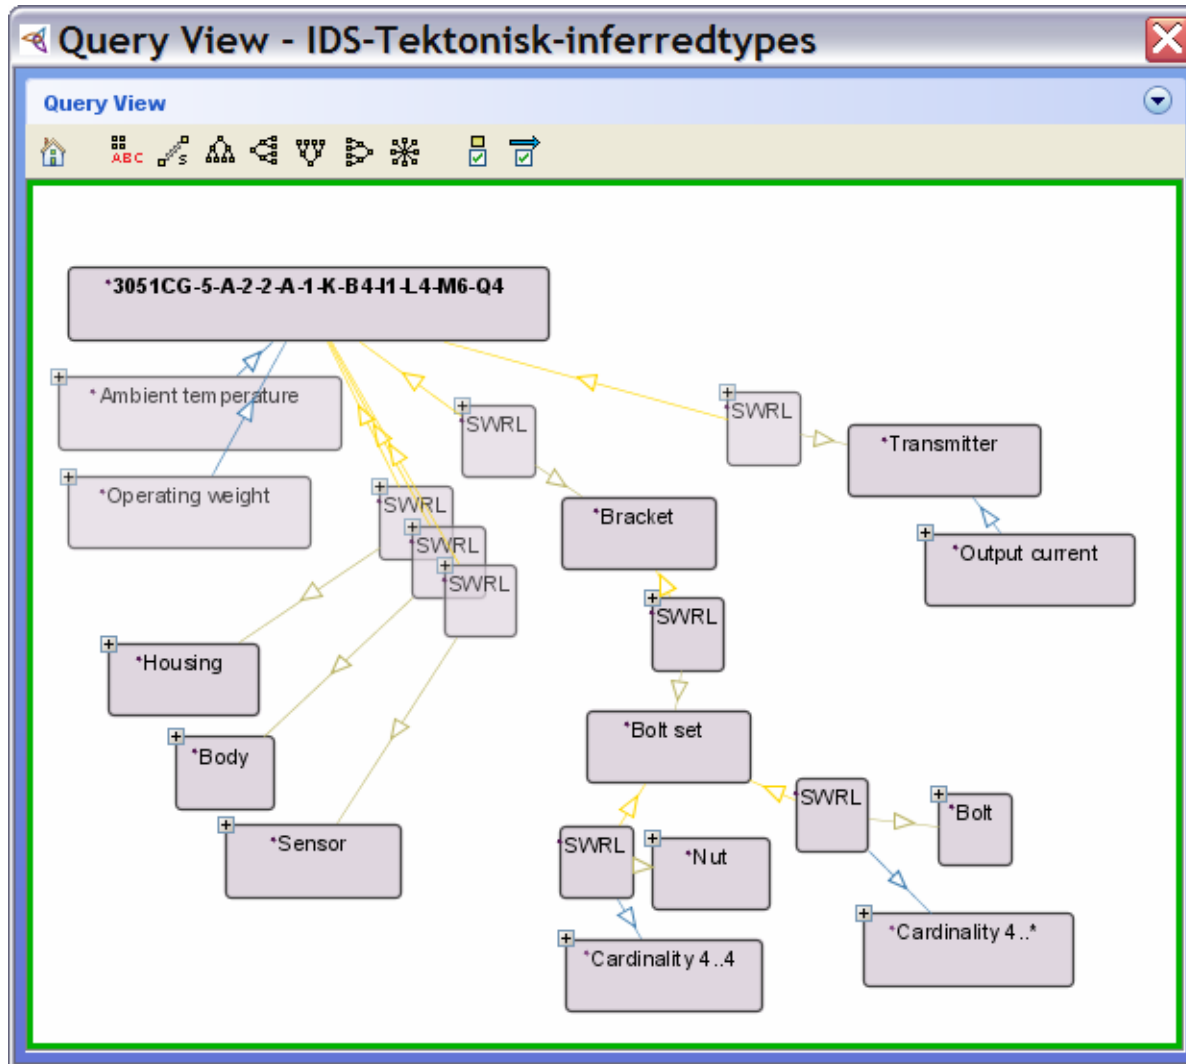 Query View - IDS-Tektonisk-inferredtypes
Query View
ABC
S
*3051CG-5-A-2-2-A-1-K-B4-I1-L4-M6-Q4
*Ambient temperature
*SWRL
*SWRL
*Transmitter
*Operating weight
*SWRL
*Bracket
*SWRL
*Output current
*SWRL
*SWRL
*Housing
*Bolt set
*Body
*SWRL
*Bolt
*Sensor
*SWRL
*Nut
*Cardinality 4..*
*Cardinality 4..4